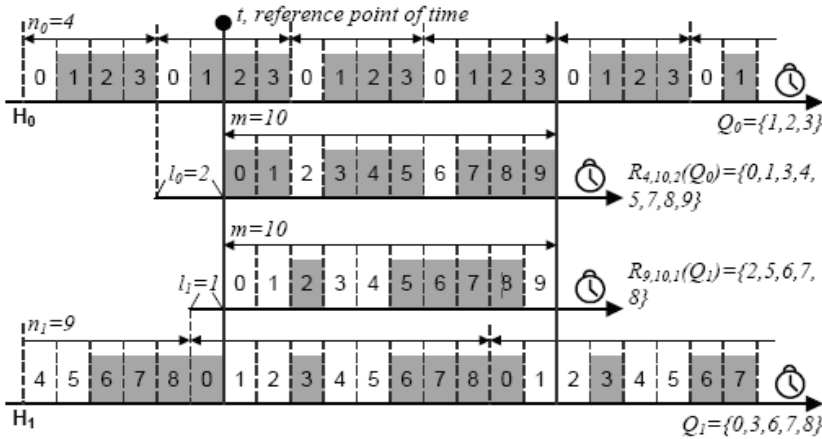 t, reference point of time
n0=4
0 1 2 3 0 1 2 3 0 1 2 3 0 1 2 3 0 1 2 3 0 1
H0
Q0={1,2,3}
m=10
l0=2
0 1 2 3 4 5 6 7 8 9
R4,10,2(Q0)={0,1,3,4,
5,7,8,9}
m=10
l1=1
0 1 2 3 4 5 6 7 8 9
R9,10,1(Q1)={2,5,6,7,
8}
n1=9
4 5 6 7 8 0 1 2 3 4 5 6 7 8 0 1 2 3 4 5 6 7
H1
Q1={0,3,6,7,8}